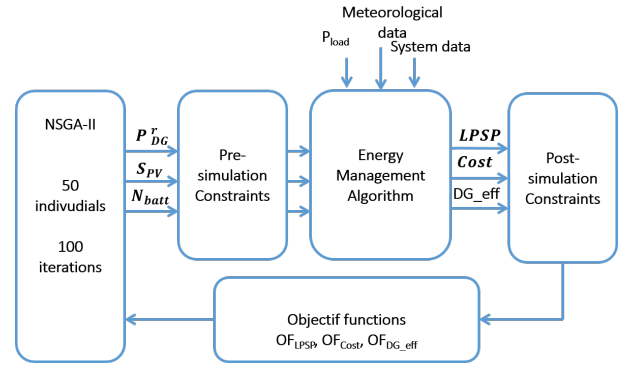 Meteorological
data
P_load
System data
NSGA-II
50
indivudials
100
iterations
P^r_DG
S_PV
N_batt
Pre-
simulation
Constraints
Energy
Management
Algorithm
LPSP
Cost
DG_eff
Post-
simulation
Constraints
Objectif functions
OF_LPSP, OF_Cost, OF_DG_eff